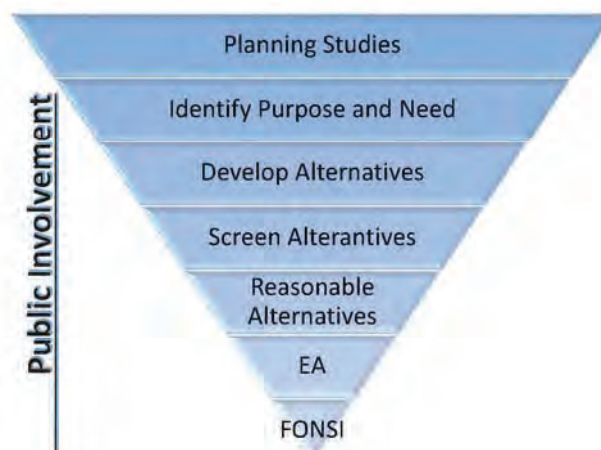 Planning Studies
Identify Purpose and Need
Develop Alternatives
Screen Alterantives
Reasonable
Alternatives
EA
FONSI
Public Involvement